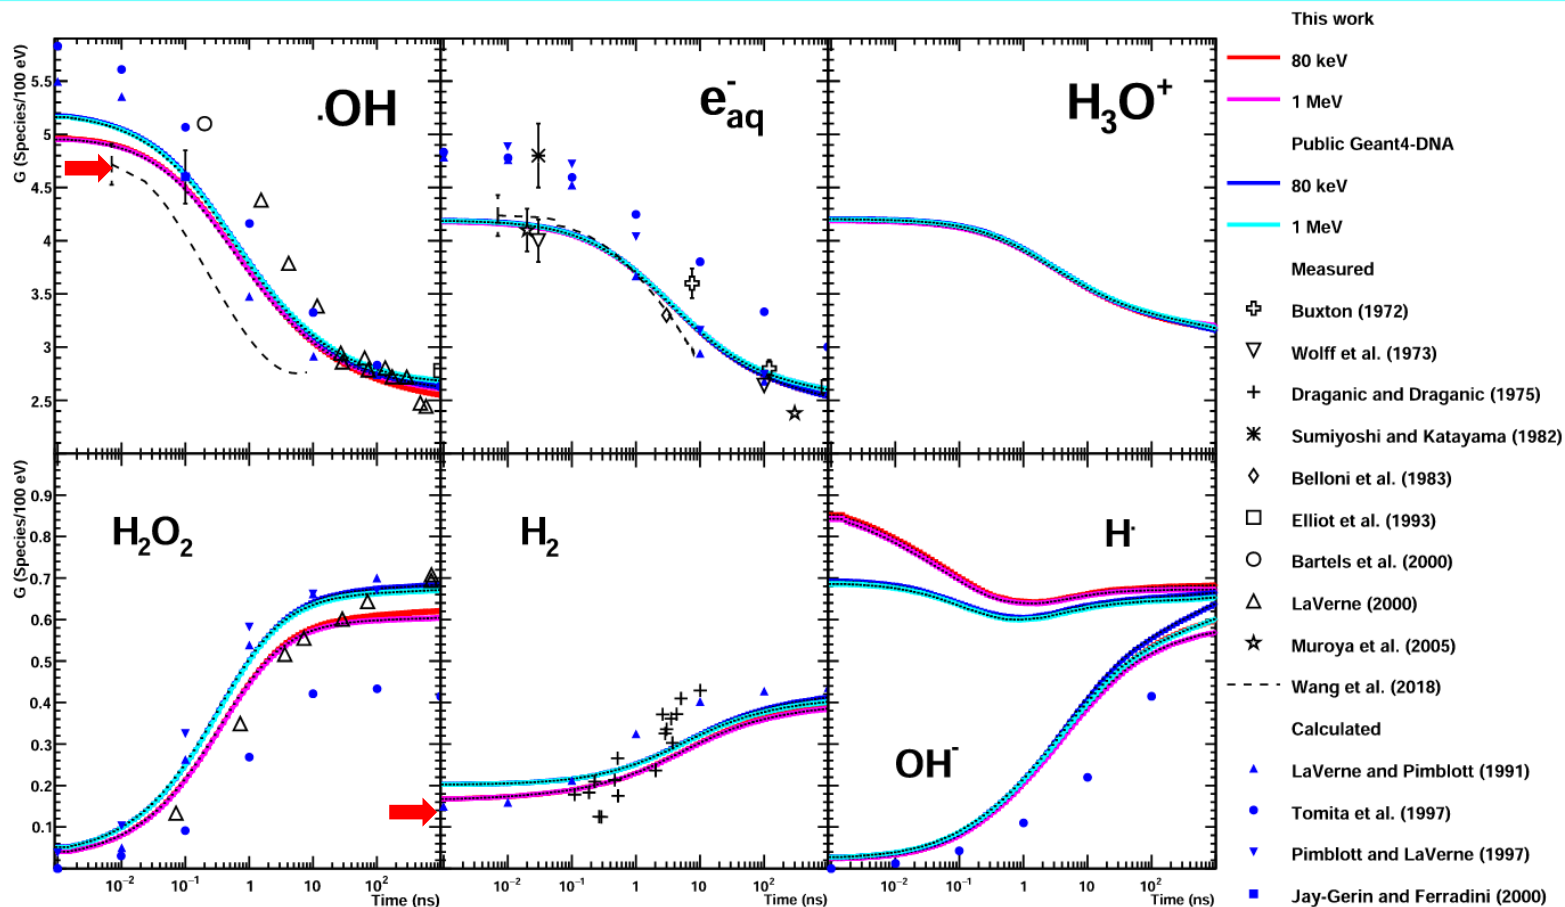 G (Species/100 eV)
5.5
5
4.5
4
3.5
3
2.5
·OH
e⁻aq
H₃O⁺
G (Species/100 eV)
0.9
0.8
0.7
0.6
0.5
0.4
0.3
0.2
0.1
H₂O₂
H₂
H·
OH⁻
10⁻² 10⁻¹ 1 10 10²
Time (ns)
10⁻² 10⁻¹ 1 10 10²
Time (ns)
10⁻² 10⁻¹ 1 10 10²
Time (ns)
This work
80 keV
1 MeV
Public Geant4-DNA
80 keV
1 MeV
Measured
Buxton (1972)
Wolff et al. (1973)
Draganic and Draganic (1975)
Sumiyoshi and Katayama (1982)
Belloni et al. (1983)
Elliot et al. (1993)
Bartels et al. (2000)
LaVerne (2000)
Muroya et al. (2005)
Wang et al. (2018)
Calculated
LaVerne and Pimblott (1991)
Tomita et al. (1997)
Pimblott and LaVerne (1997)
Jay-Gerin and Ferradini (2000)